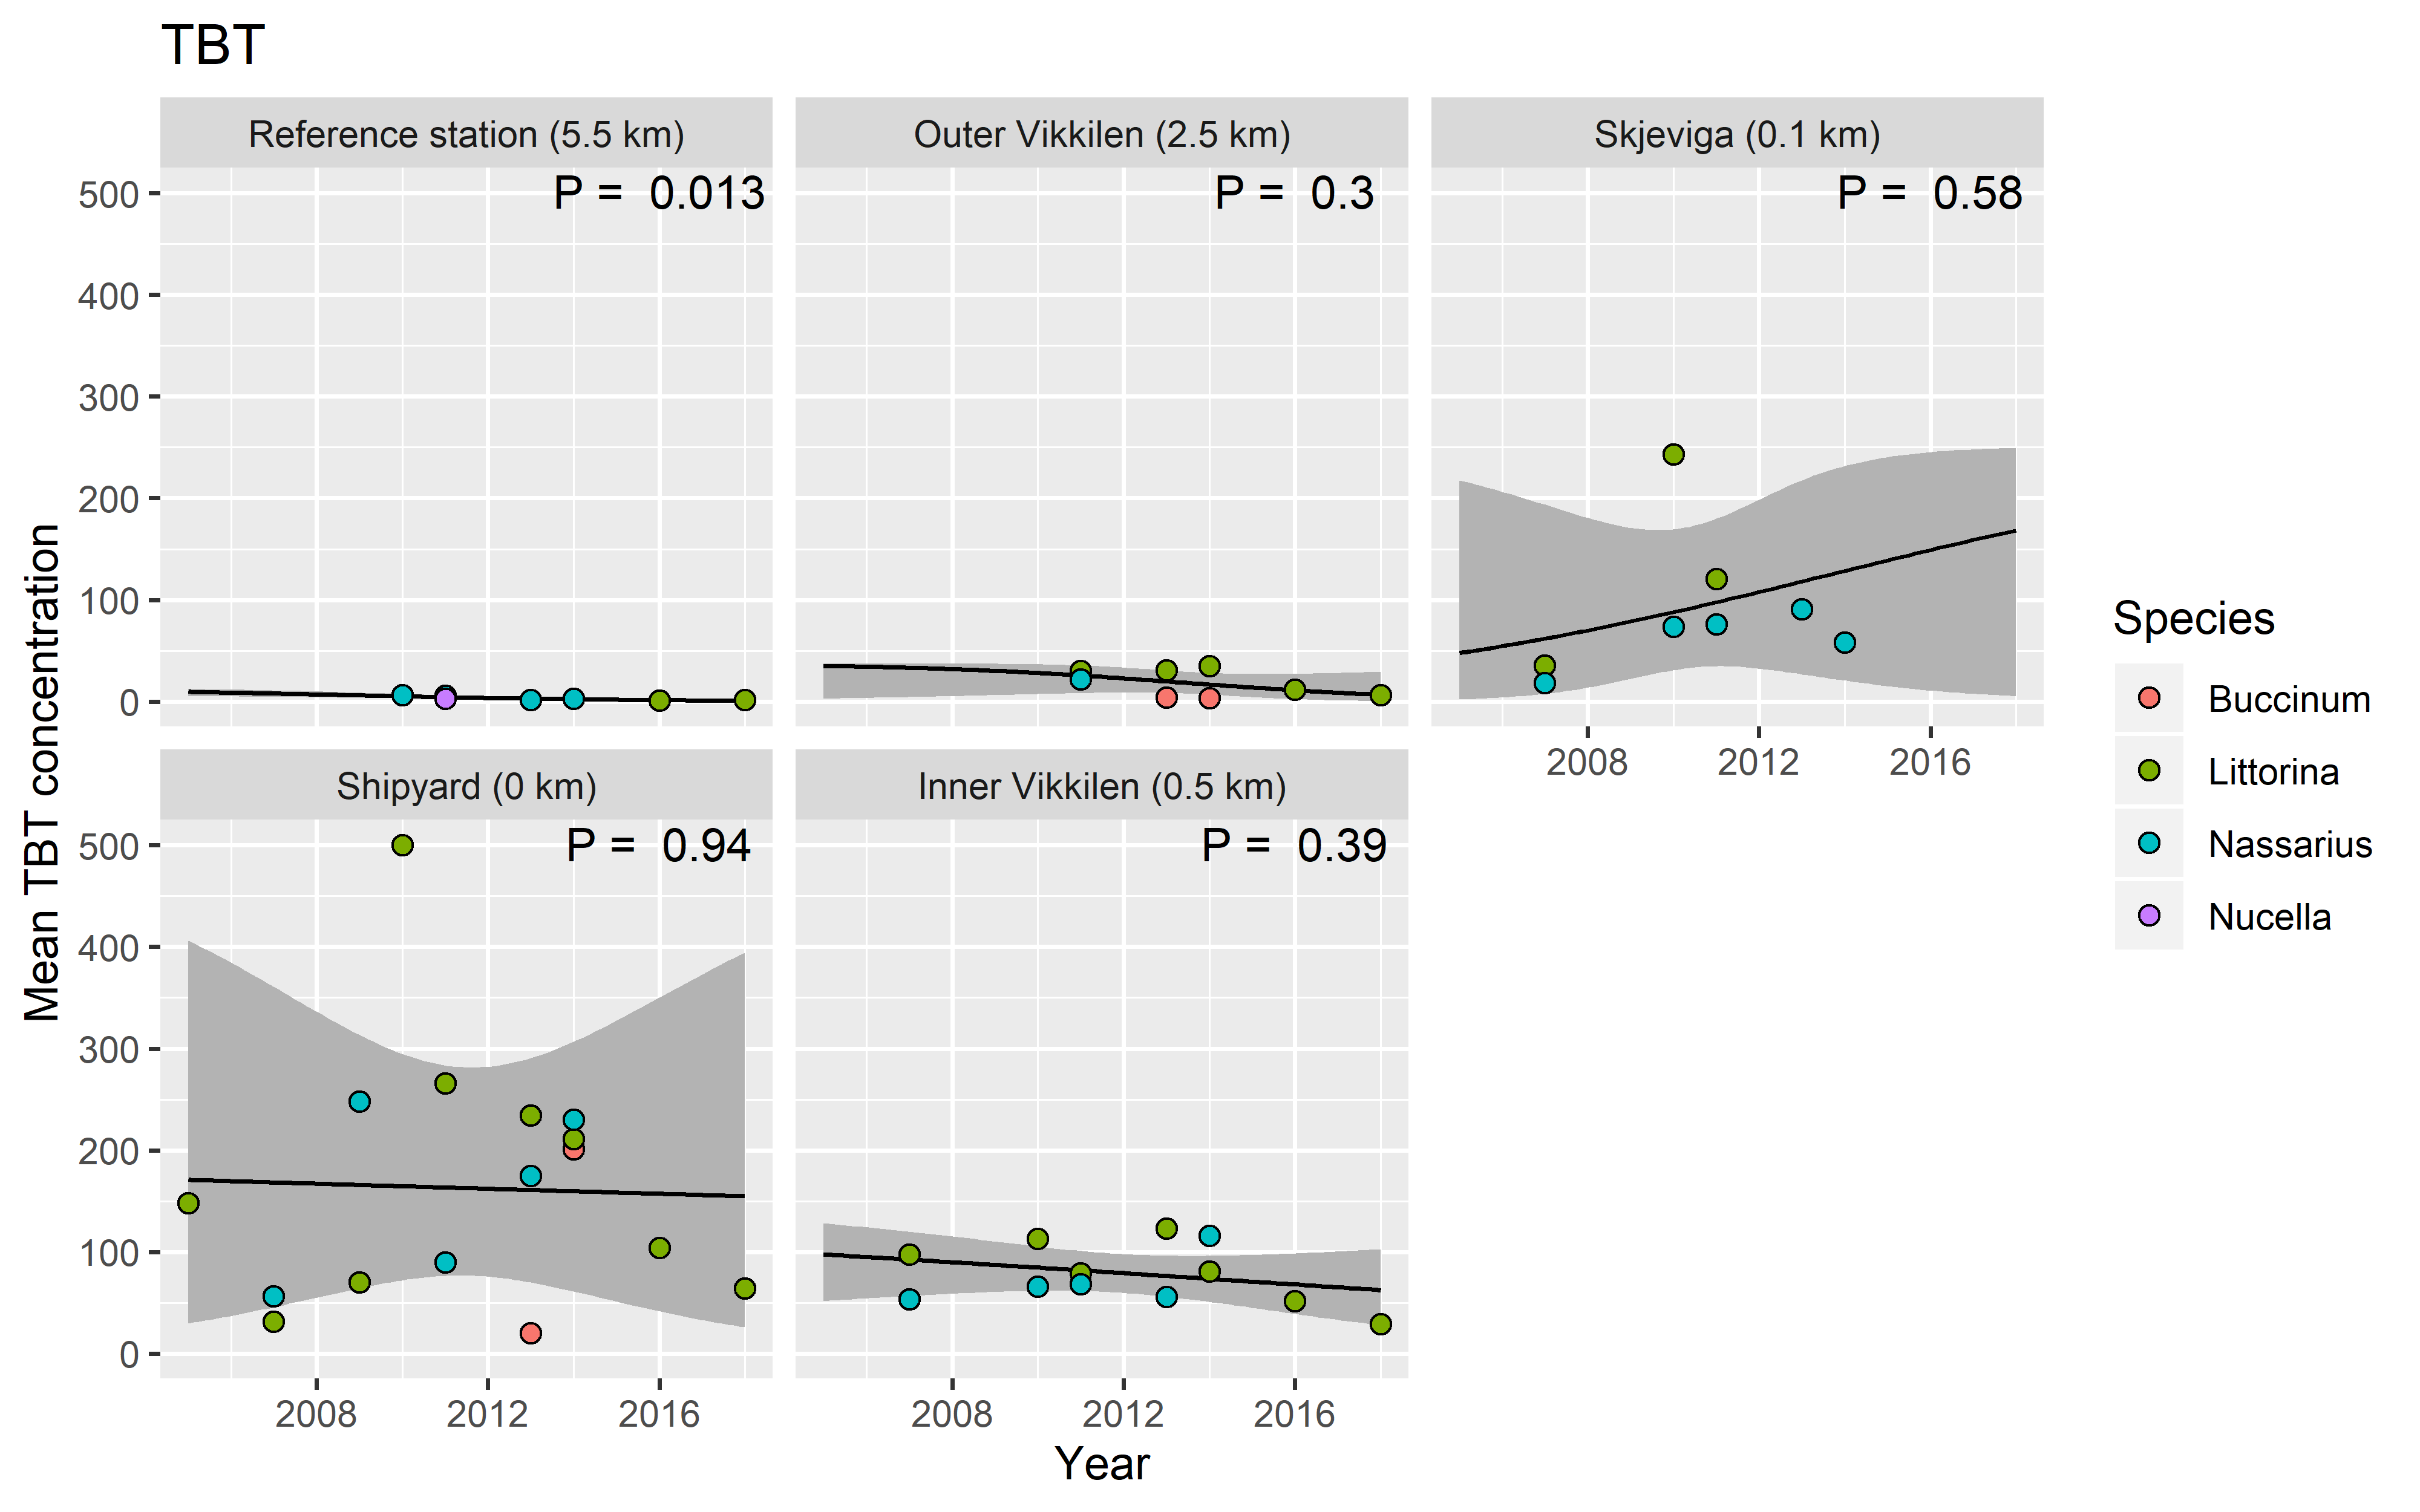 TBT
Reference station (5.5 km)
Outer Vikkilen (2.5 km)
Skjeviga (0.1 km)
P = 0.013
P = 0.3
P = 0.58
500
400
300
200
100
0
2008 2012 2016
Shipyard (0 km)
Inner Vikkilen (0.5 km)
P = 0.94
P = 0.39
500
400
300
200
100
0
2008 2012 2016
2008 2012 2016
Mean TBT concentration
Year
Species
Buccinum
Littorina
Nassarius
Nucella